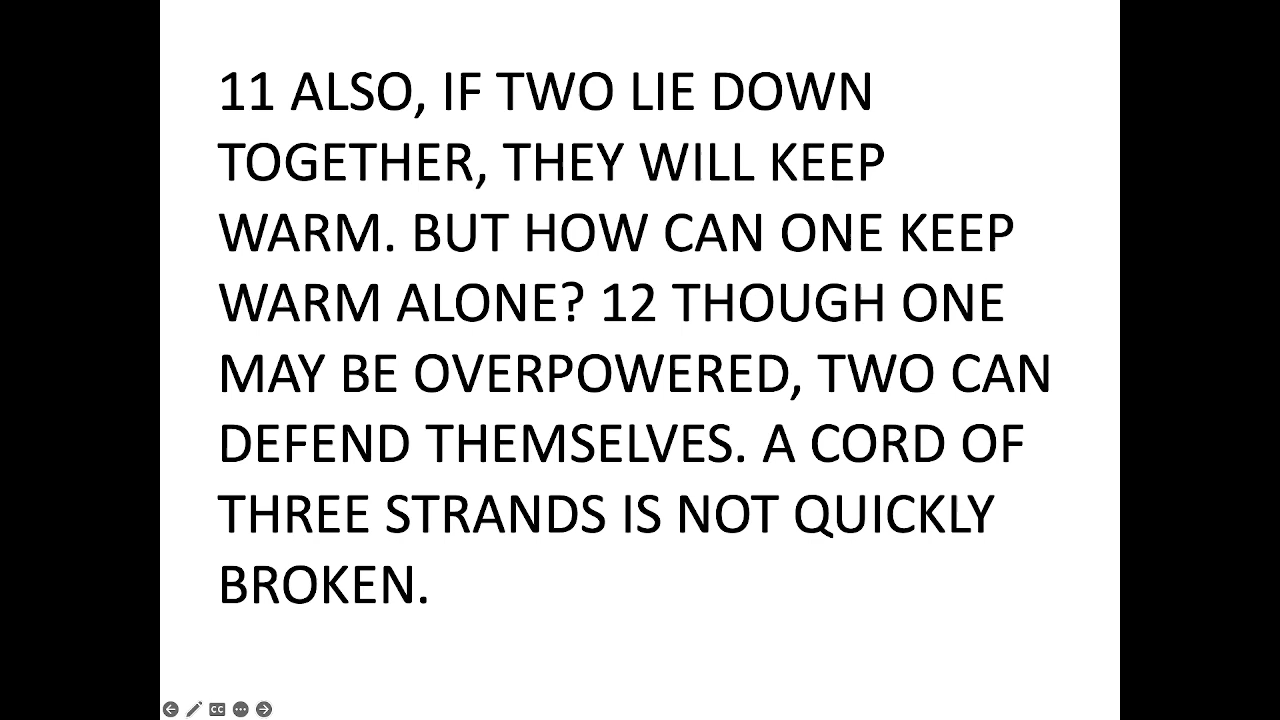 11 ALSO, IF TWO LIE DOWN
TOGETHER, THEY WILL KEEP
WARM. BUT HOW CAN ONE KEEP
WARM ALONE? 12 THOUGH ONE
MAY BE OVERPOWERED, TWO CAN
DEFEND THEMSELVES. A CORD OF
THREE STRANDS IS NOT QUICKLY
BROKEN.
CC